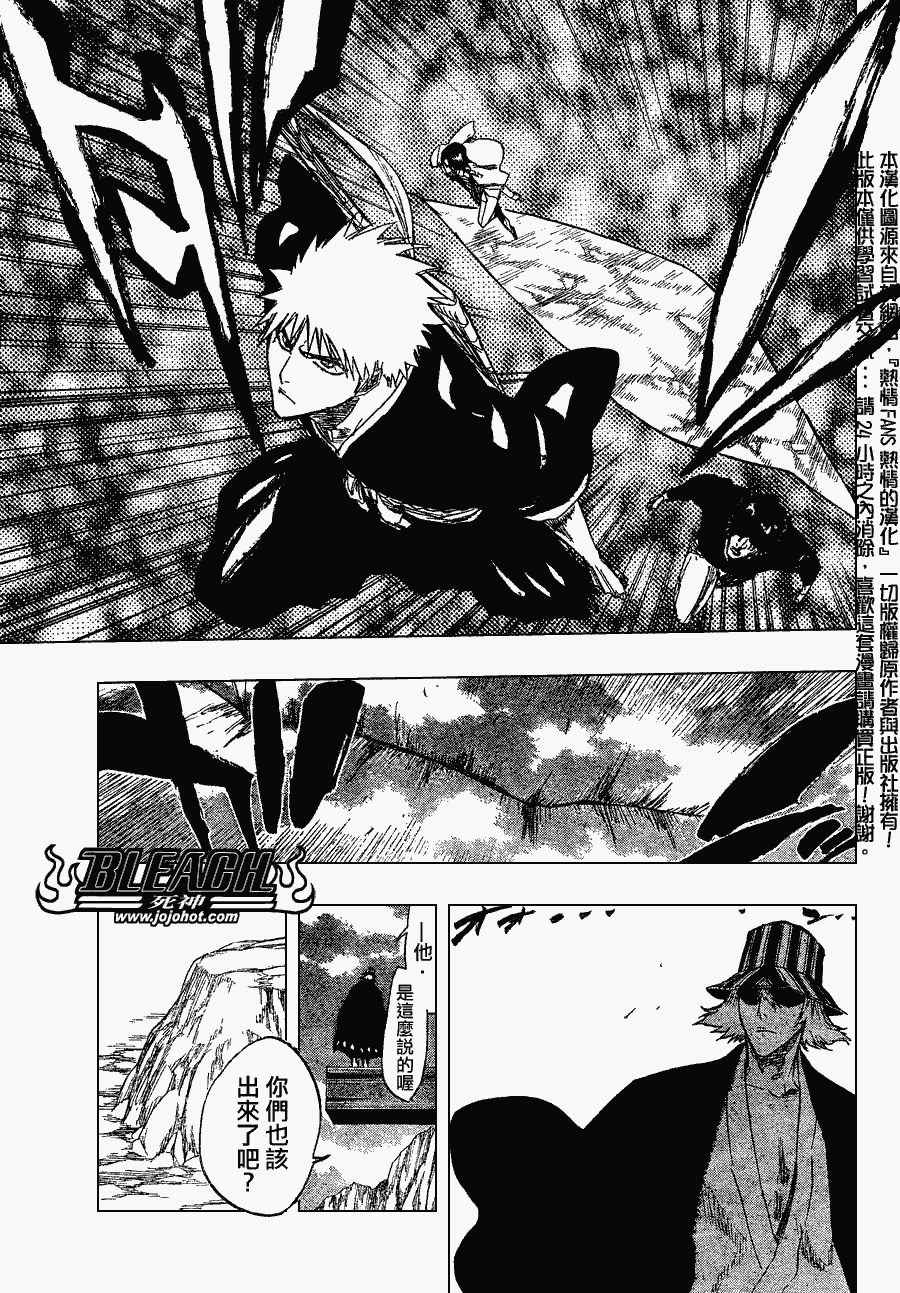 本漢化圖源來自網,『熱情FANS 熱情的漢化』一切版權歸原作者與出版社擁有!
此版本僅供學習試...請24小時之內消除,喜歡這套漫畫請購買正版!謝謝。
—他.
是這麼說的喔
你們也該
出來了吧?
BLEACH
死神
www.jojohot.com